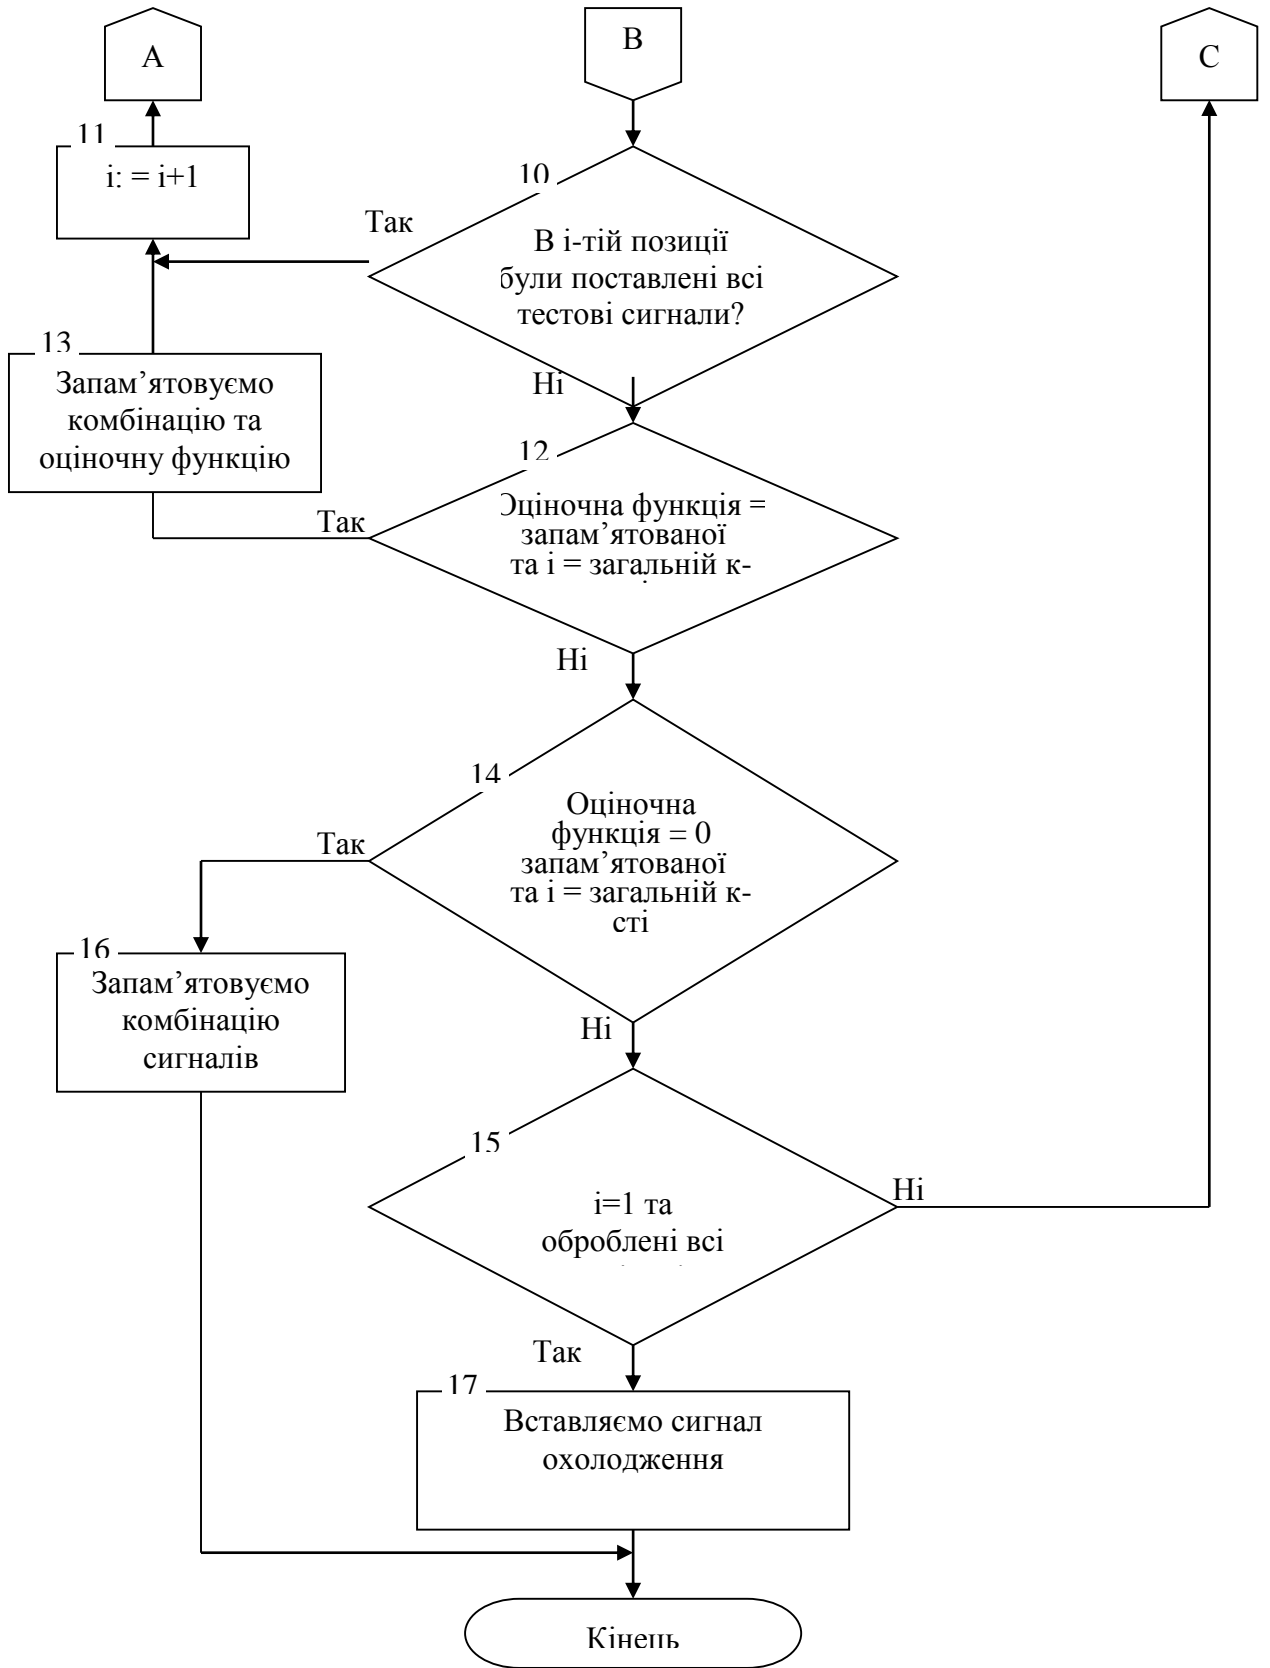 A
B
C
11
i: = i+1
10
Так
В і-тій позиції
були поставлені всі
тестові сигнали?
13
Запам’ятовуємо
комбінацію та
оціночну функцію
Ні
12
Так
Оціночна функція =
запам’ятованої
та і = загальній к-
Ні
14
Оціночна
функція = 0
запам’ятованої
та і = загальній к-
сті
Так
16
Запам’ятовуємо
комбінацію
сигналів
Ні
15
i=1 та
оброблені всі
Ні
Так
17
Вставляємо сигнал
охолодження
Кінець